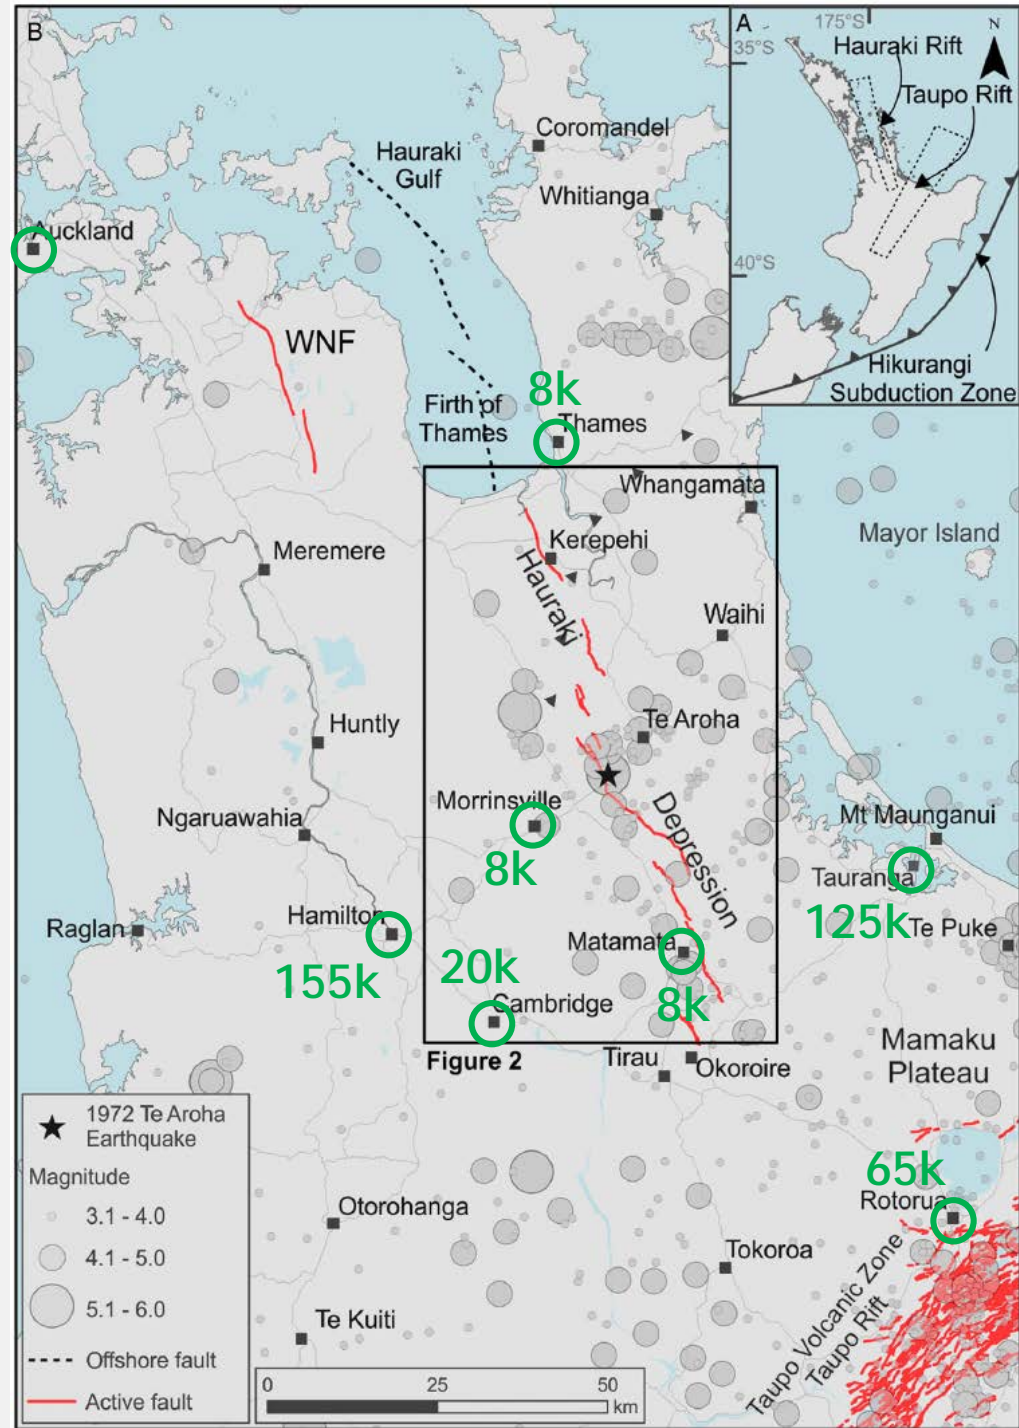 B
A
175°S
35°S
Hauraki Rift
N
Taupo Rift
40°S
Hikurangi
Subduction Zone
Coromandel
Hauraki
Gulf
Whitianga
Auckland
WNF
8k
Firth of
Thames
Thames
Whangamata
Mayor Island
Meremere
Kerepehi
Hauraki
Waihi
Huntly
Te Aroha
Morrinsville
8k
Depression
Mt Maunganui
Ngaruawahia
Tauranga
125k
Te Puke
Raglan
Hamilton
155k
20k
Matamata
8k
Cambridge
Figure 2
Tirau
Okoroire
Mamaku
Plateau
1972 Te Aroha
Earthquake
Magnitude
3.1 - 4.0
4.1 - 5.0
5.1 - 6.0
Offshore fault
Active fault
65k
Rotorua
Otorohanga
Tokoroa
Te Kuiti
Taupo Volcanic Zone
Taupo Rift
0
25
50
km